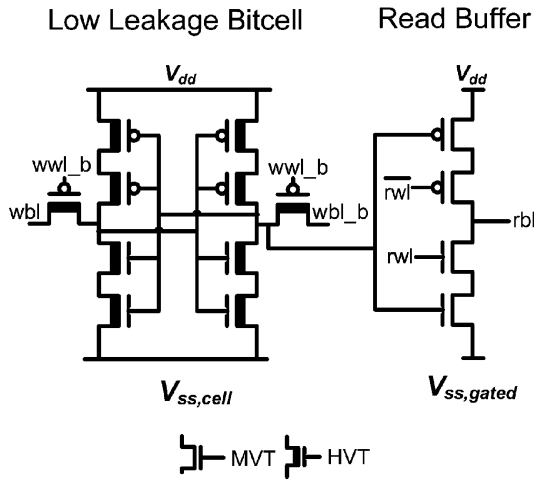 Low Leakage Bitcell Read Buffer
Vdd Vdd
wwl_b wwl_b
wbl wbl_b rwl rbl
rwl
Vss,cell Vss,gated
MVT HVT